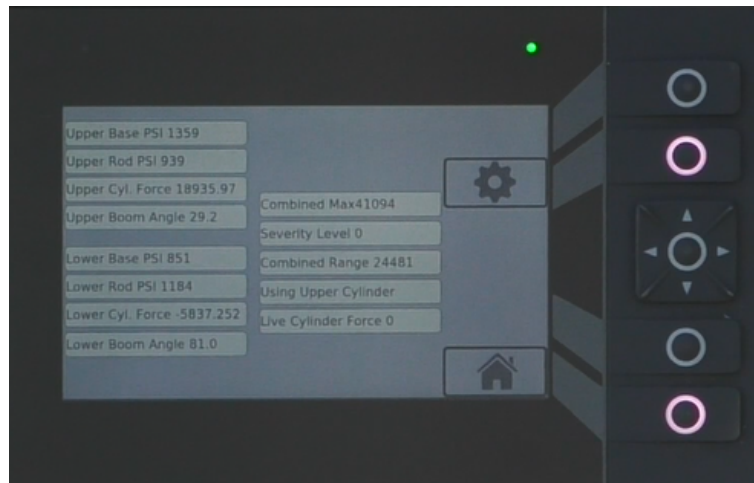 Upper Base PSI 1359
Upper Rod PSI 939
Upper Cyl. Force 18935.97
Upper Boom Angle 29.2
Lower Base PSI 851
Lower Rod PSI 1184
Lower Cyl. Force -5837.252
Lower Boom Angle 81.0
Combined Max41094
Severity Level 0
Combined Range 24481
Using Upper Cylinder
Live Cylinder Force 0